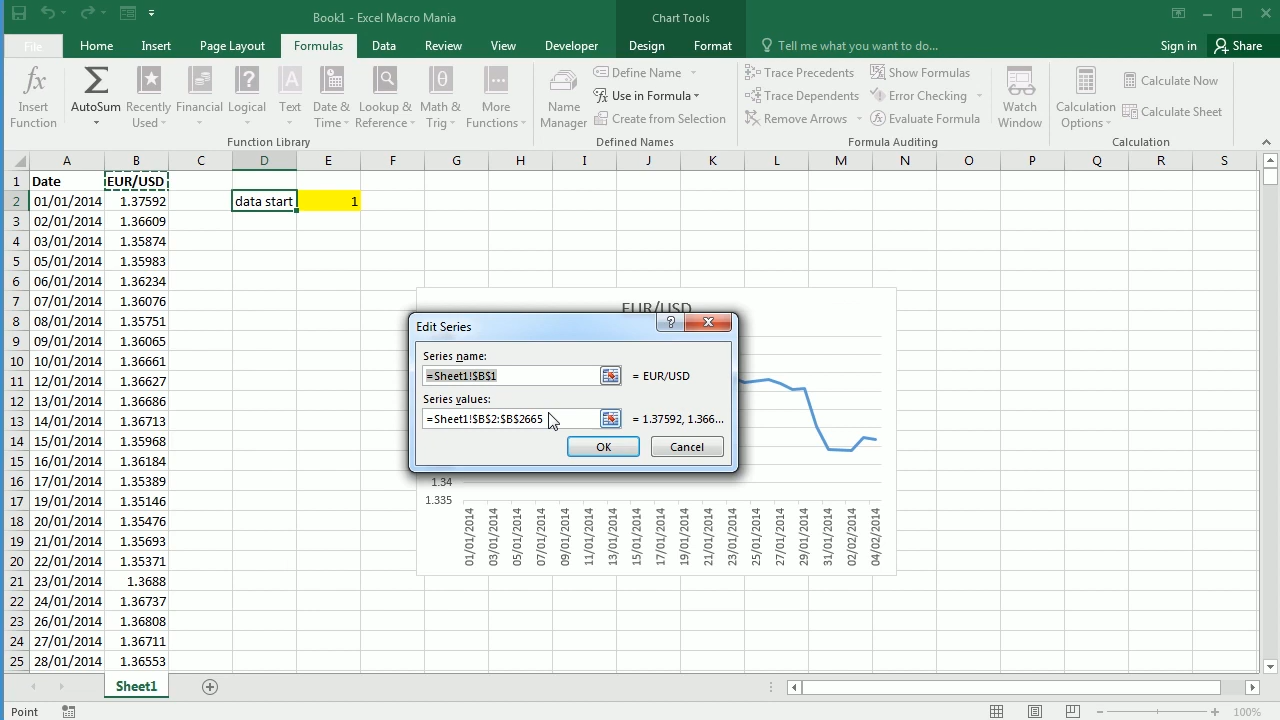 Book1 - Excel Macro Mania
Chart Tools
File Home Insert Page Layout Formulas Data Review View Developer Design Format Tell me what you want to do... Sign in Share
Insert Function
AutoSum
Recently Used
Financial
Logical
Text
Date & Time
Lookup & Reference
Math & Trig
More Functions
Function Library
Name Manager
Define Name
Use in Formula
Create from Selection
Defined Names
Trace Precedents
Trace Dependents
Remove Arrows
Show Formulas
Error Checking
Evaluate Formula
Formula Auditing
Watch Window
Calculation Options
Calculate Now
Calculate Sheet
Calculation
A B C D E F G H I J K L M N O P Q R S
1 Date EUR/USD
2 01/01/2014 1.37592 data start 1
3 02/01/2014 1.36609
4 03/01/2014 1.35874
5 05/01/2014 1.35983
6 06/01/2014 1.36234
7 07/01/2014 1.36076
8 08/01/2014 1.35751
9 09/01/2014 1.36065
10 10/01/2014 1.36661
11 12/01/2014 1.36627
12 13/01/2014 1.36686
13 14/01/2014 1.36713
14 15/01/2014 1.35968
15 16/01/2014 1.36184
16 17/01/2014 1.35389
17 19/01/2014 1.35146
18 20/01/2014 1.35476
19 21/01/2014 1.35693
20 22/01/2014 1.35371
21 23/01/2014 1.3688
22 24/01/2014 1.36737
23 26/01/2014 1.36808
24 27/01/2014 1.36711
25 28/01/2014 1.36553
EUR/USD
Edit Series
Series name:
=Sheet1!$B$1 = EUR/USD
Series values:
=Sheet1!$B$2:$B$2665 = 1.37592, 1.366...
OK Cancel
1.34
1.335
01/01/2014
03/01/2014
05/01/2014
07/01/2014
09/01/2014
11/01/2014
13/01/2014
15/01/2014
17/01/2014
19/01/2014
21/01/2014
23/01/2014
25/01/2014
27/01/2014
29/01/2014
31/01/2014
02/02/2014
04/02/2014
Sheet1
Point
100%